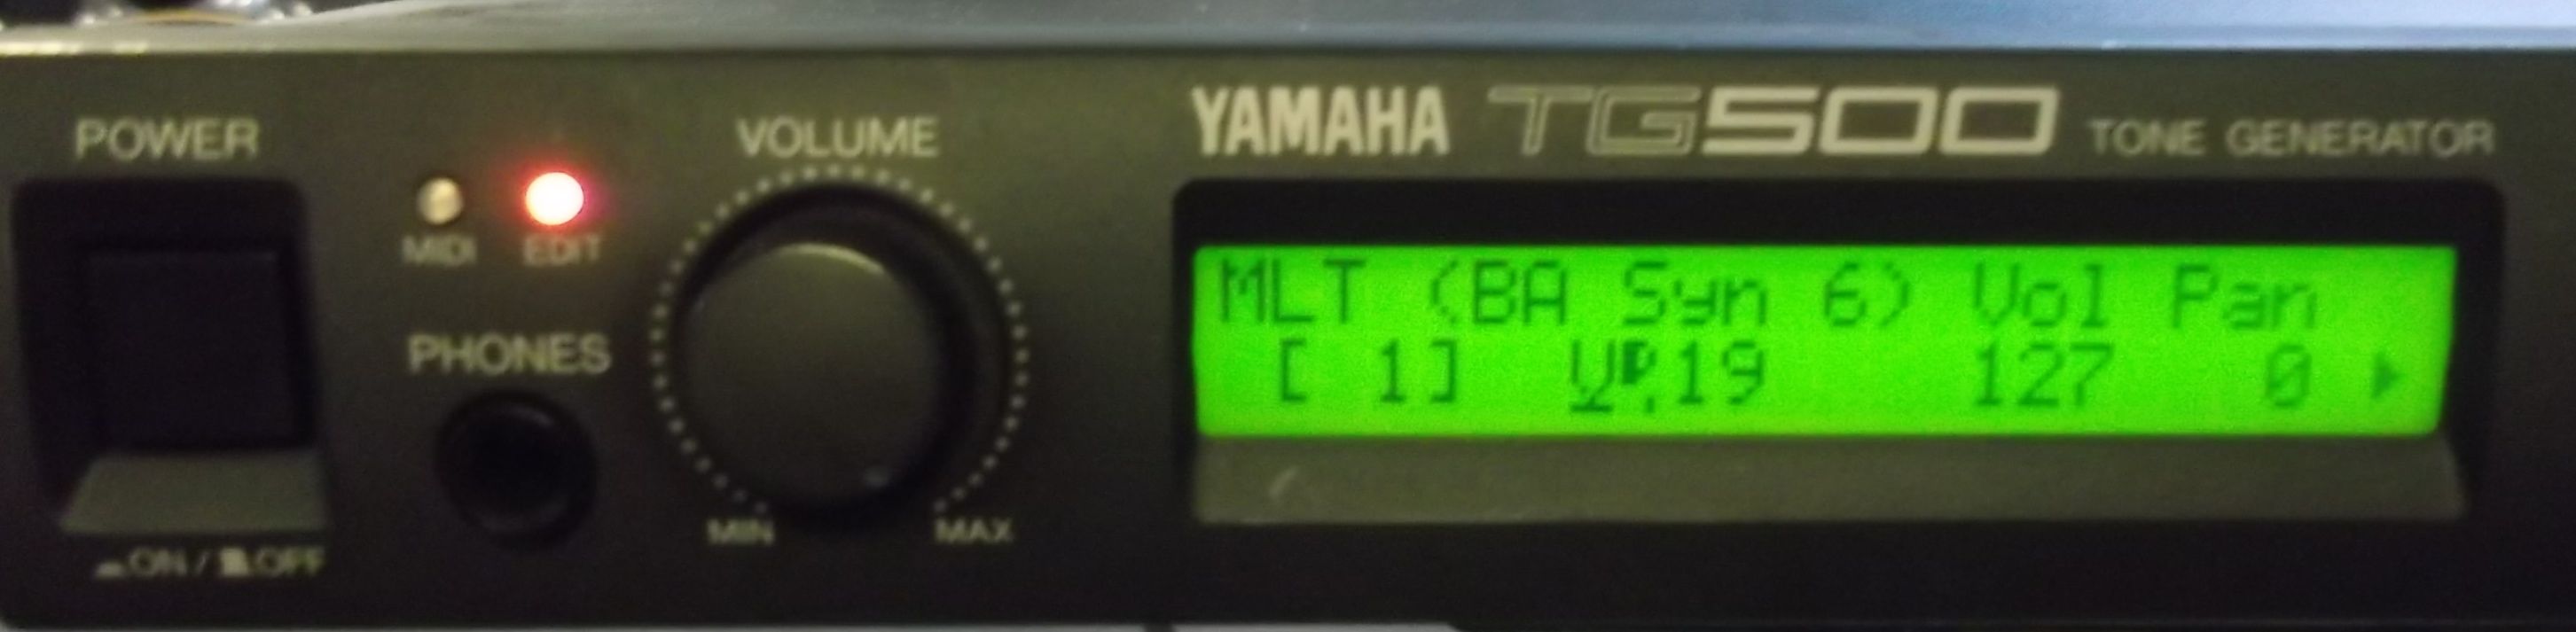 POWER
MIDI
EDIT
PHONES
ON / OFF
VOLUME
MIN
MAX
YAMAHA TG500 TONE GENERATOR
MLT (BA Syn 6) Vol Pan
[ 1] 19 127 0